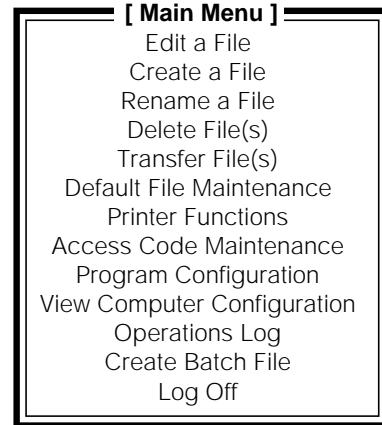 [ Main Menu ]
Edit a File
Create a File
Rename a File
Delete File(s)
Transfer File(s)
Default File Maintenance
Printer Functions
Access Code Maintenance
Program Configuration
View Computer Configuration
Operations Log
Create Batch File
Log Off